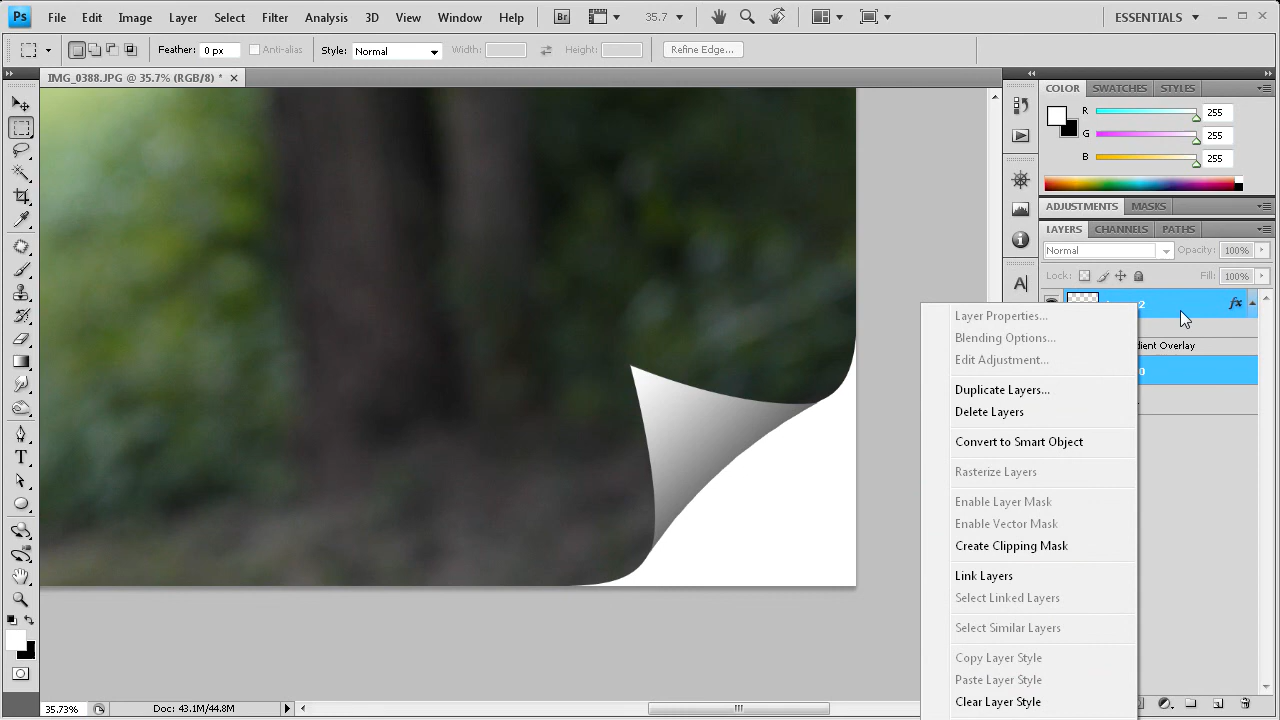 Ps File Edit Image Layer Select Filter Analysis 3D View Window Help Br 35.7 ESSENTIALS
Feather: 0 px Anti-alias Style: Normal Width: Height: Refine Edge...
IMG_0388.JPG @ 35.7% (RGB/8) *
COLOR SWATCHES STYLES
R 255
G 255
B 255
ADJUSTMENTS MASKS
LAYERS CHANNELS PATHS
Normal Opacity: 100%
Lock: Fill: 100%
2 fx
dient Overlay
0
Layer Properties...
Blending Options...
Edit Adjustment...
Duplicate Layers...
Delete Layers
Convert to Smart Object
Rasterize Layers
Enable Layer Mask
Enable Vector Mask
Create Clipping Mask
Link Layers
Select Linked Layers
Select Similar Layers
Copy Layer Style
Paste Layer Style
Clear Layer Style
35.73% Doc: 43.1M/44.8M